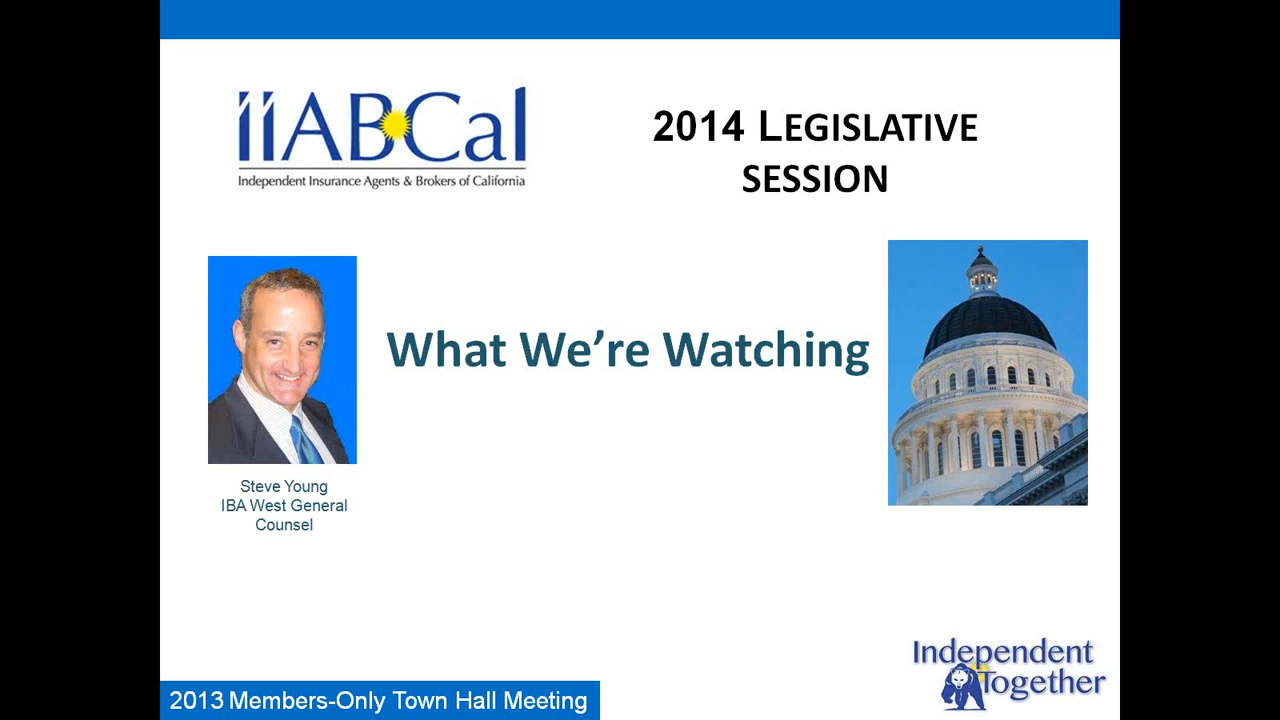 iiABCal
Independent Insurance Agents & Brokers of California
2014 LEGISLATIVE
SESSION
What We're Watching
Steve Young
IBA West General
Counsel
Independent
Together
2013 Members-Only Town Hall Meeting